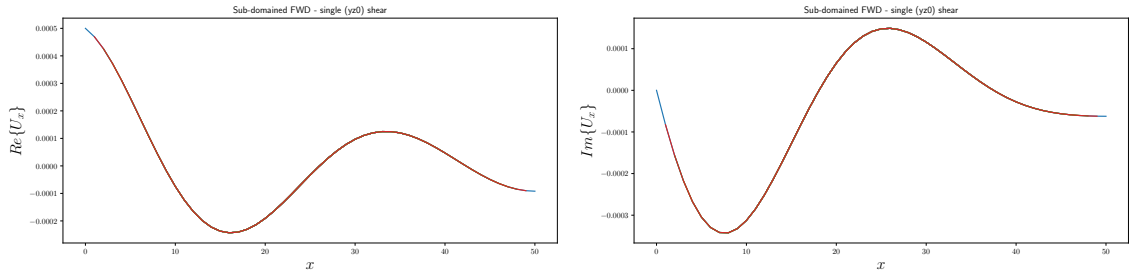 Sub-domained FWD - single (yz0) shear
Re{U_x}
0.0005
0.0004
0.0003
0.0002
0.0001
0.0000
−0.0001
−0.0002
0 10 20 30 40 50
x
Sub-domained FWD - single (yz0) shear
Im{U_x}
0.0001
0.0000
−0.0001
−0.0002
−0.0003
0 10 20 30 40 50
x